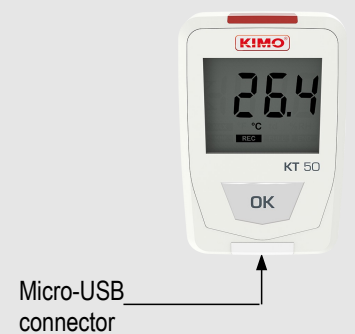 KIMO
26.4
°C
REC
KT 50
OK
Micro-USB
connector